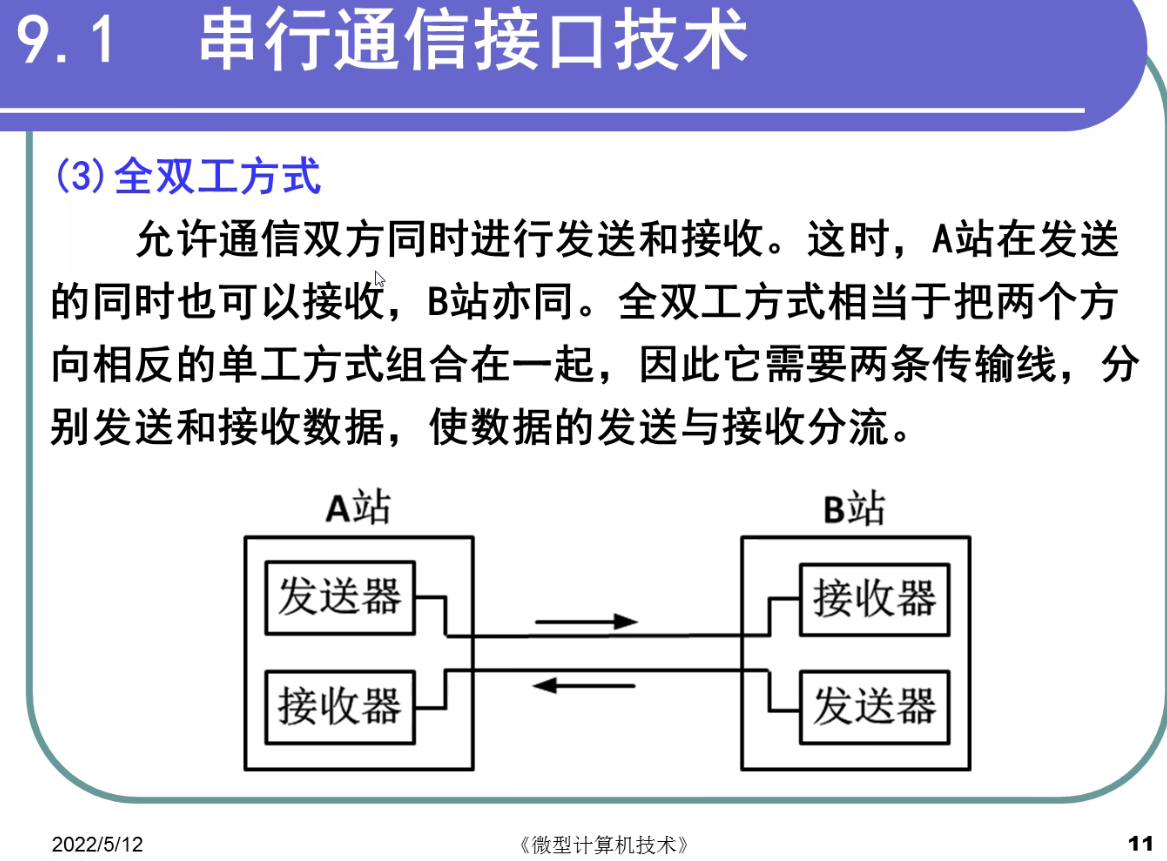 9.1 串行通信接口技术
(3)全双工方式
允许通信双方同时进行发送和接收。这时，A站在发送
的同时也可以接收，B站亦同。全双工方式相当于把两个方
向相反的单工方式组合在一起，因此它需要两条传输线，分
别发送和接收数据，使数据的发送与接收分流。
A站
B站
发送器
接收器
接收器
发送器
2022/5/12
《微型计算机技术》
11